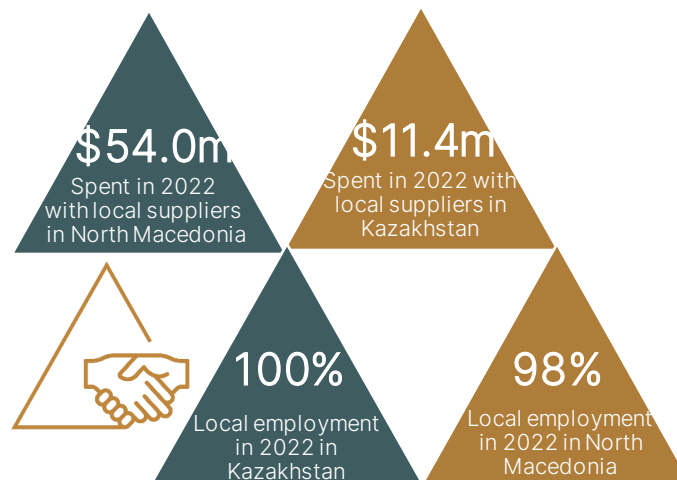 $54.0m
Spent in 2022
with local suppliers
in North Macedonia
$11.4m
Spent in 2022 with
local suppliers in
Kazakhstan
100%
Local employment
in 2022 in
Kazakhstan
98%
Local employment
in 2022 in North
Macedonia